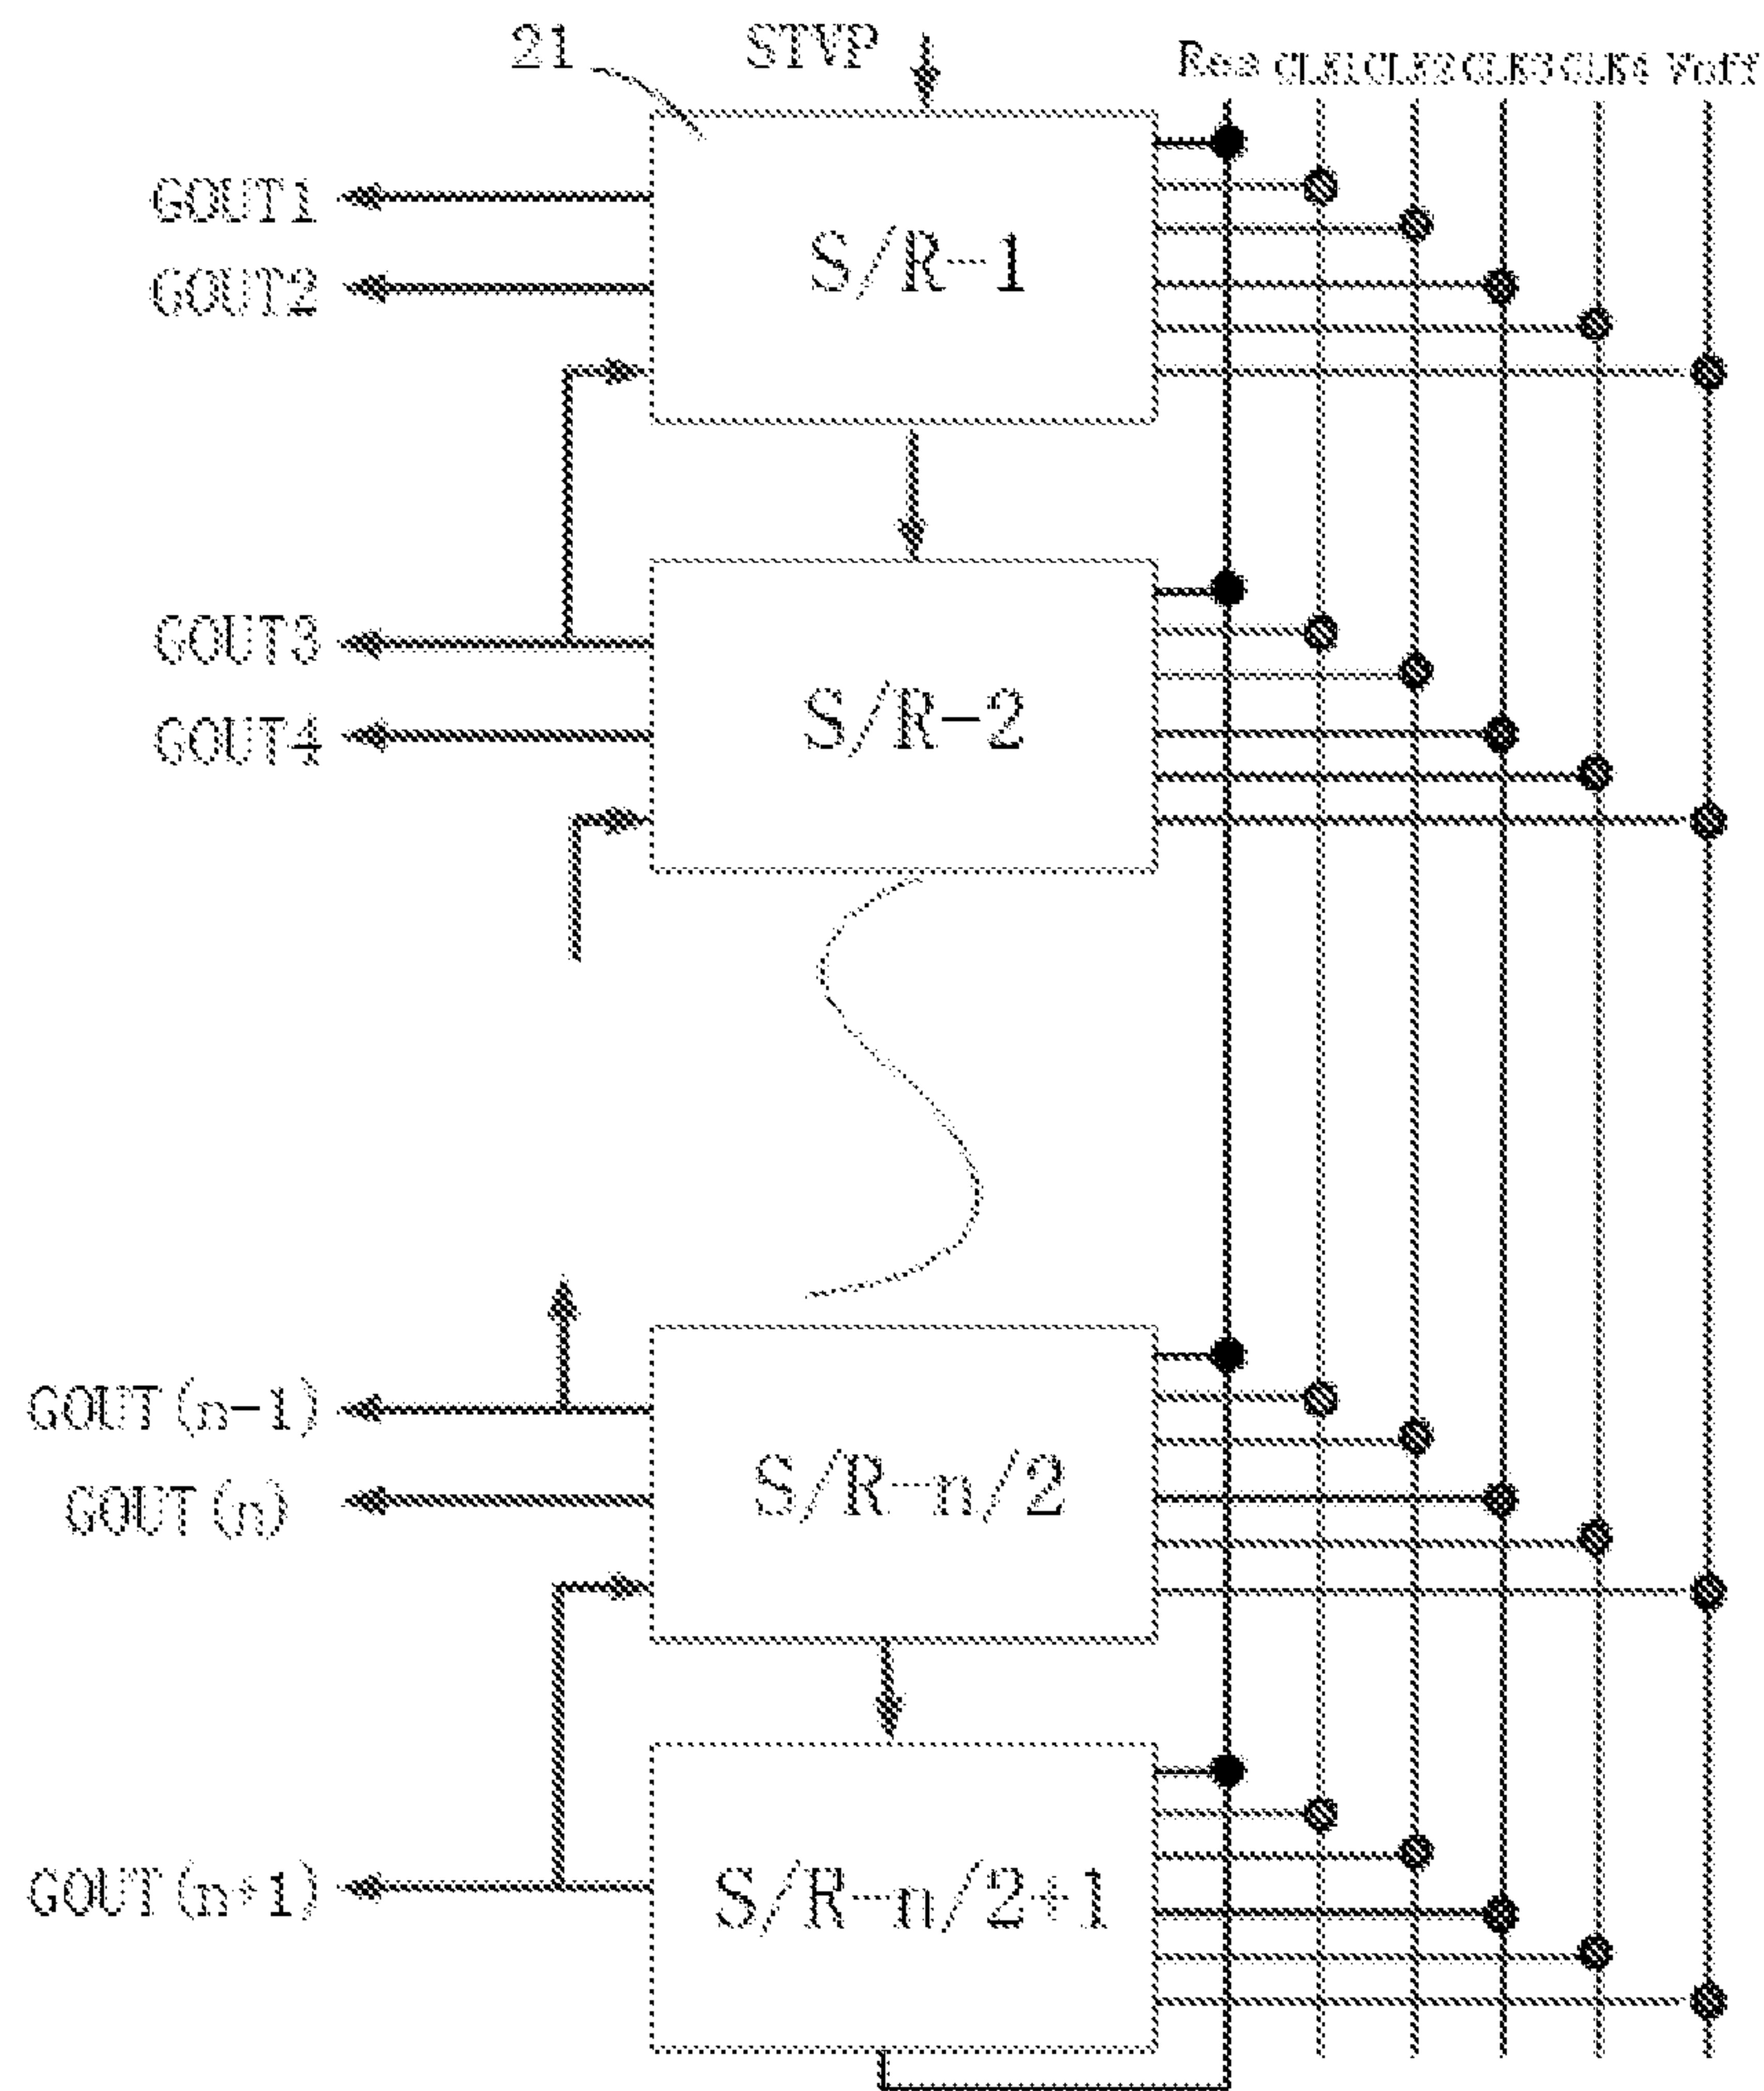 21
STVP
Res CLK1 CLK2 CLK3 CLK4 Voff
GOUT1
S/R-1
GOUT2
GOUT3
S/R-2
GOUT4
GOUT(n-1)
S/R-n/2
GOUT(n)
GOUT(n+1)
S/R-n/2+1